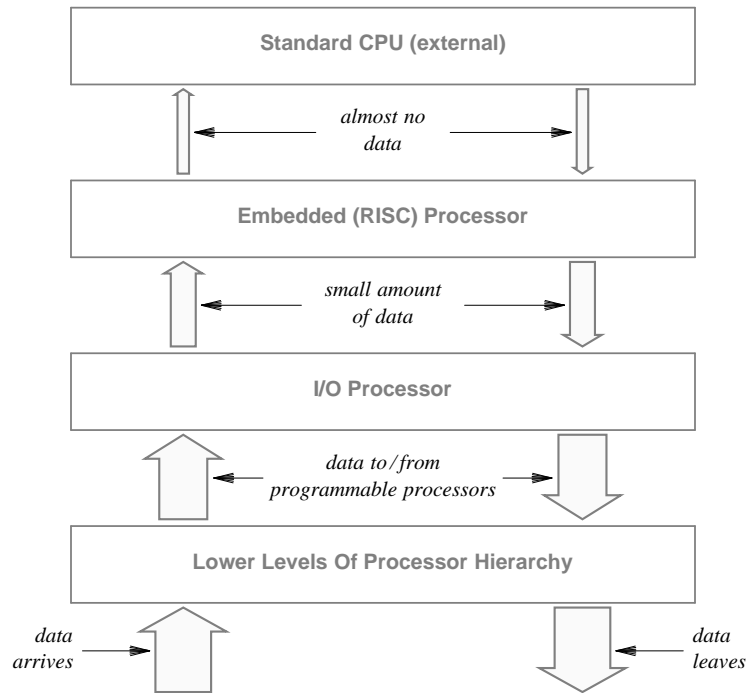 Standard CPU (external)
almost no
data
Embedded (RISC) Processor
small amount
of data
I/O Processor
data to/from
programmable processors
Lower Levels Of Processor Hierarchy
data
arrives
data
leaves